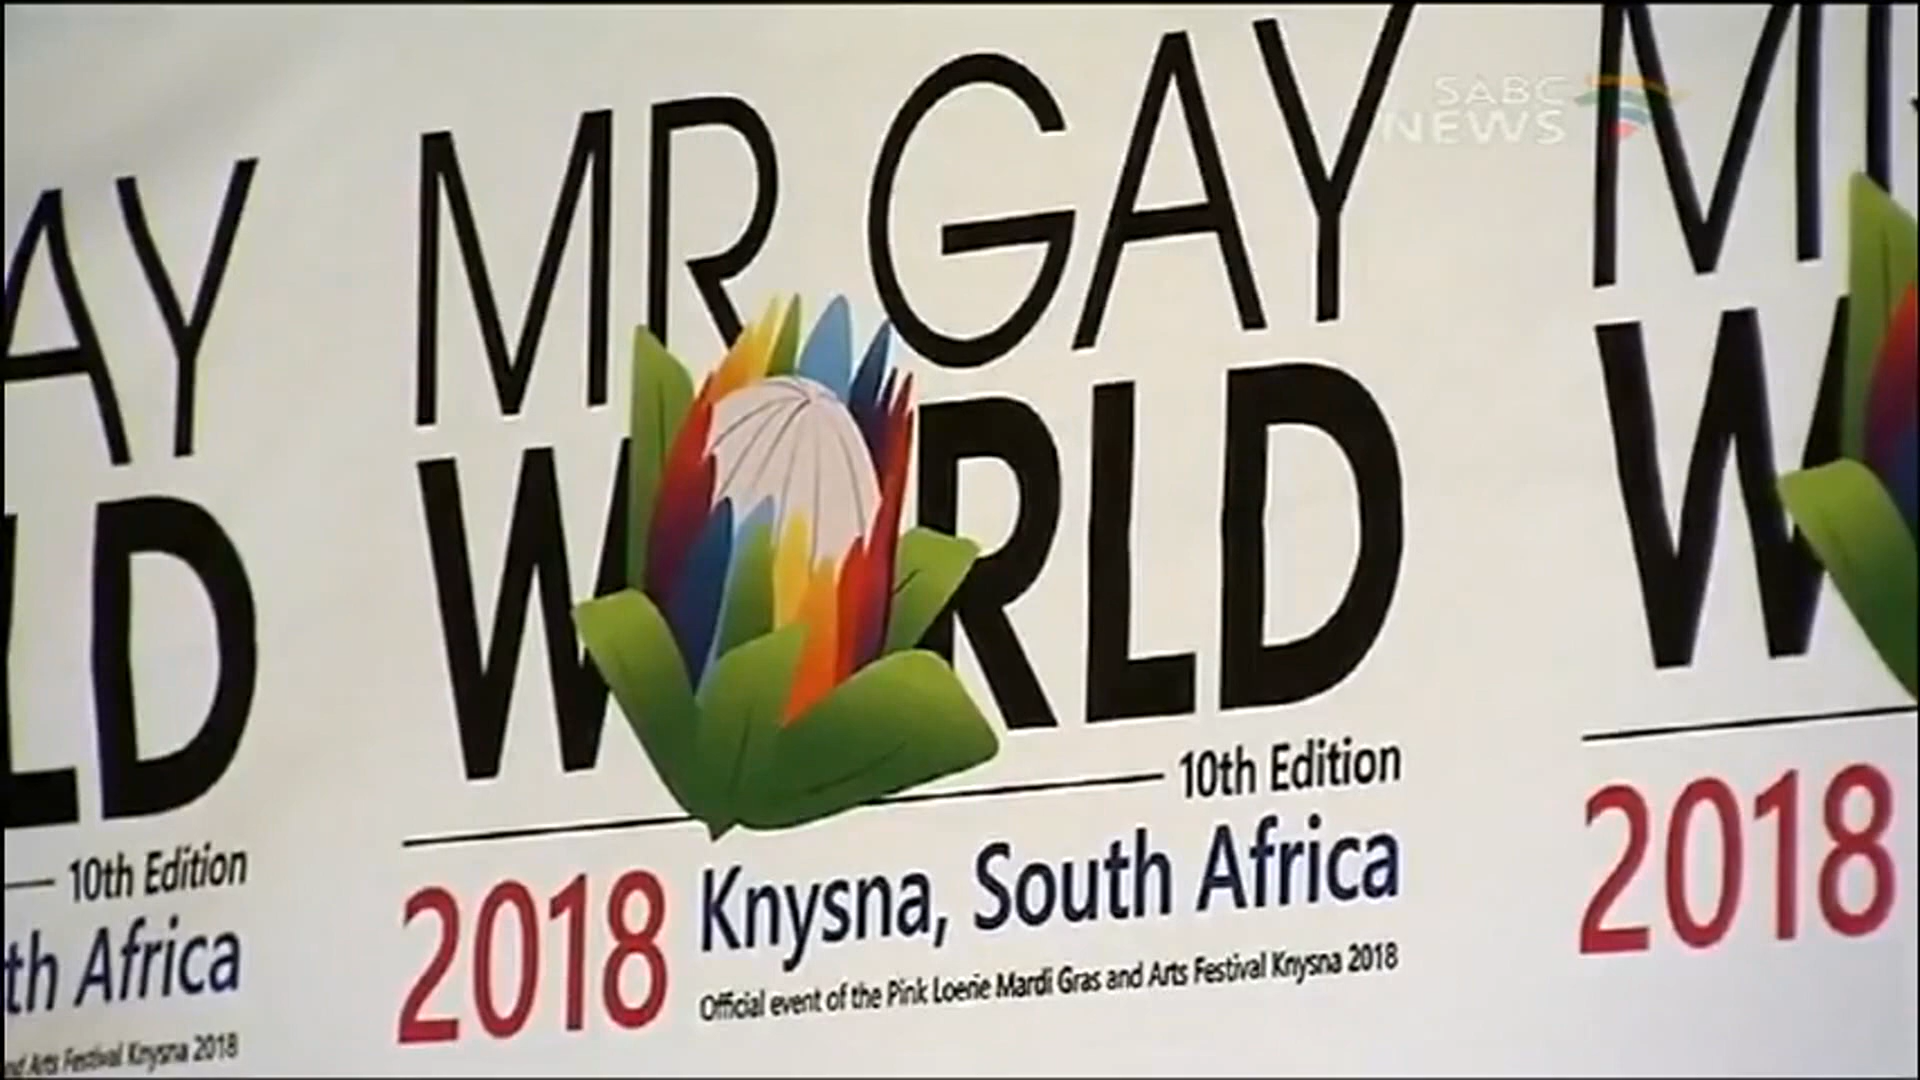 AY
LD
10th Edition
th Africa
nd Arts Festival Knysna 2018
MR GAY
WORLD
10th Edition
2018 Knysna, South Africa
Official event of the Pink Loerie Mardi Gras and Arts Festival Knysna 2018
SABC
NEWS
M
W
2018